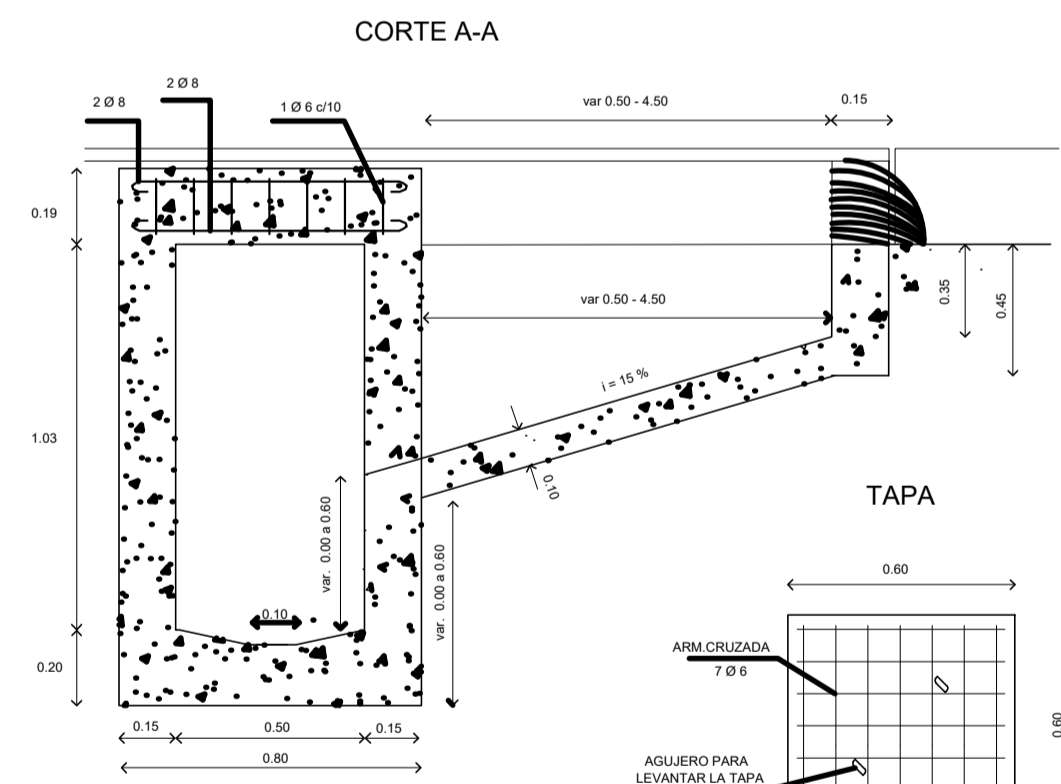 CORTE A-A
2 Ø 8
2 Ø 8
1 Ø 6 c/10
var 0.50 - 4.50
0.15
0.19
var 0.50 - 4.50
0.35
0.45
i = 15 %
1.03
0.10
var. 0.00 a 0.60
var. 0.00 a 0.60
0.10
0.20
0.15
0.50
0.15
0.80
TAPA
0.60
ARM.CRUZADA
7 Ø 6
0.60
AGUJERO PARA
LEVANTAR LA TAPA